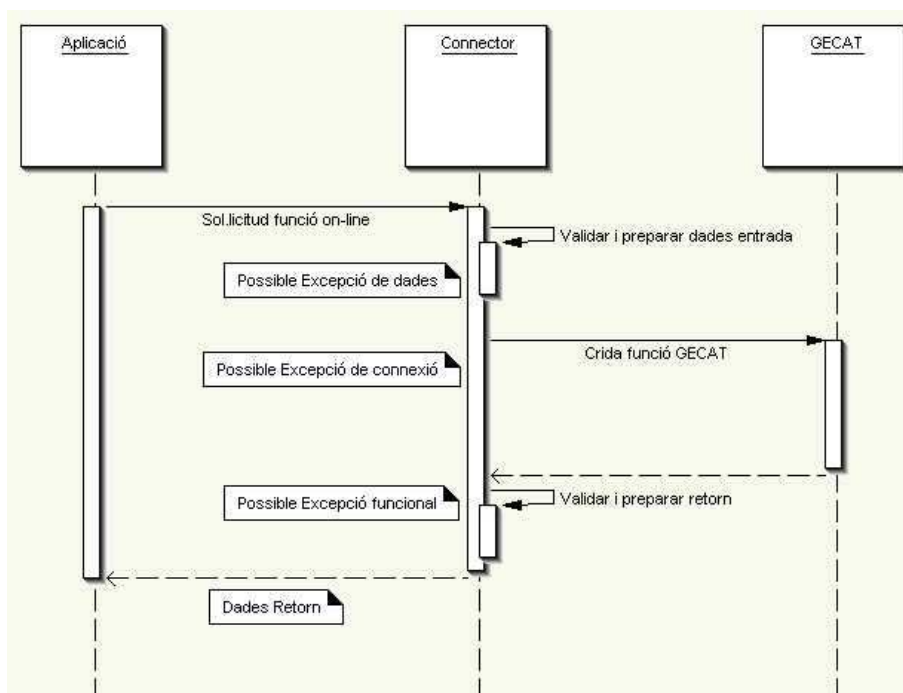 Aplicació
Connector
GECAT
Sol.licitud funció on-line
Validar i preparar dades entrada
Possible Excepció de dades
Crida funció GECAT
Possible Excepció de connexió
Possible Excepció funcional
Validar i preparar retorn
Dades Retorn